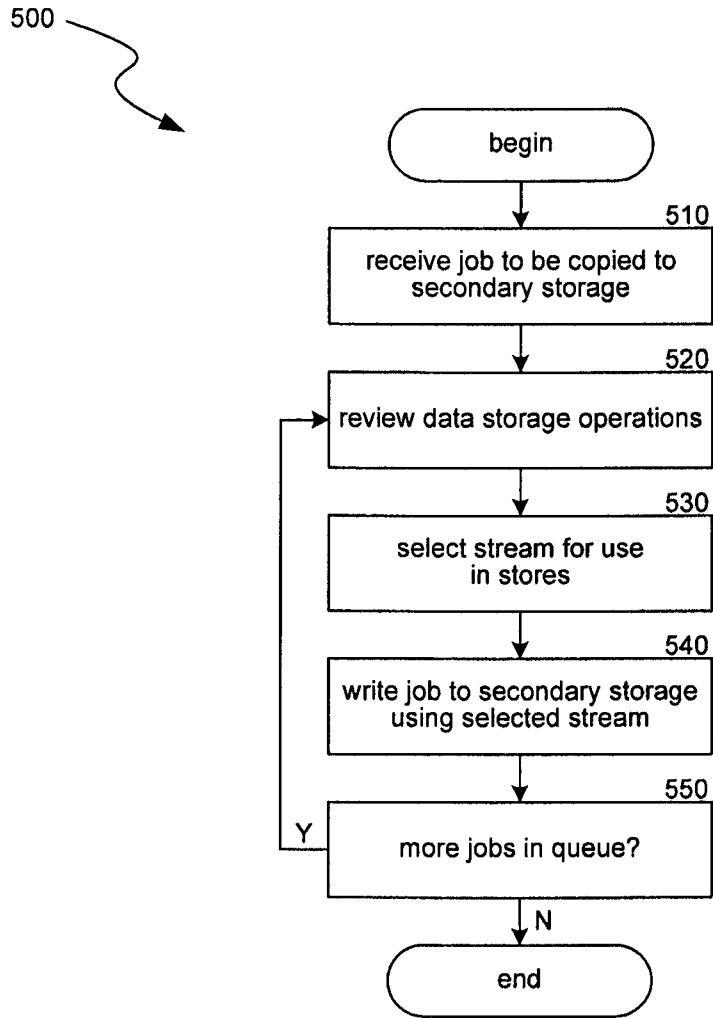 500
begin
510
receive job to be copied to
secondary storage
520
review data storage operations
530
select stream for use
in stores
540
write job to secondary storage
using selected stream
550
Y
more jobs in queue?
N
end